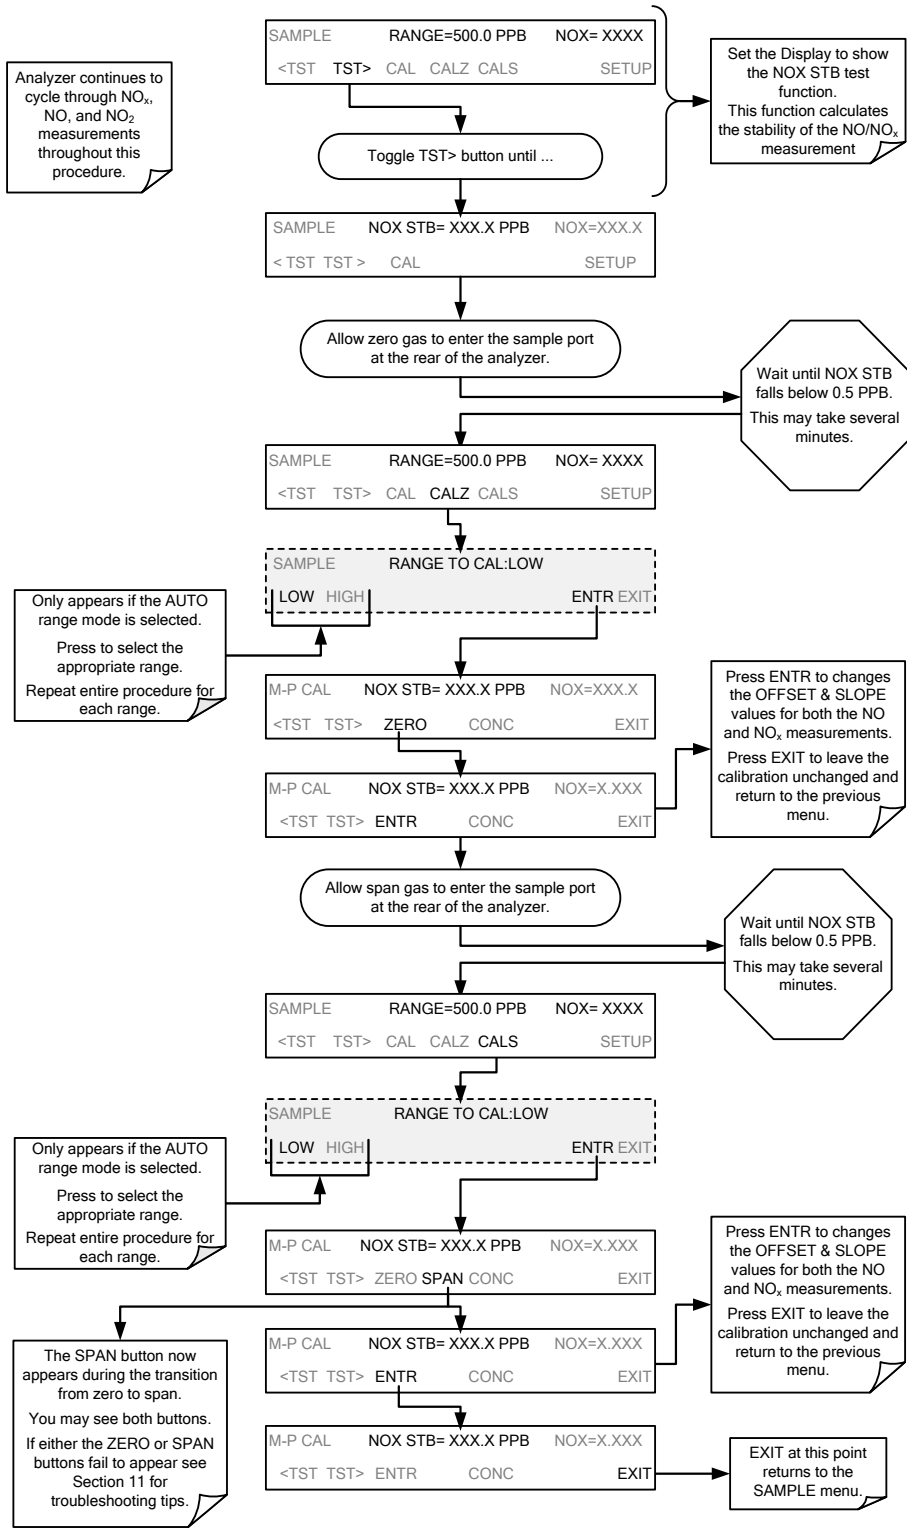 SAMPLE RANGE=500.0 PPB NOX= XXXX
<TST TST> CAL CALZ CALS SETUP
Analyzer continues to
cycle through NOx,
NO, and NO2
measurements
throughout this
procedure.
Set the Display to show
the NOX STB test
function.
This function calculates
the stability of the NO/NOx
measurement
Toggle TST> button until ...
SAMPLE NOX STB= XXX.X PPB NOX=XXX.X
< TST TST > CAL SETUP
Allow zero gas to enter the sample port
at the rear of the analyzer.
Wait until NOX STB
falls below 0.5 PPB.
This may take several
minutes.
SAMPLE RANGE=500.0 PPB NOX= XXXX
<TST TST> CAL CALZ CALS SETUP
SAMPLE RANGE TO CAL:LOW
LOW HIGH ENTR EXIT
Only appears if the AUTO
range mode is selected.
Press to select the
appropriate range.
Repeat entire procedure for
each range.
M-P CAL NOX STB= XXX.X PPB NOX=XXX.X
<TST TST> ZERO CONC EXIT
Press ENTR to changes
the OFFSET & SLOPE
values for both the NO
and NOx measurements.
Press EXIT to leave the
calibration unchanged and
return to the previous
menu.
M-P CAL NOX STB= XXX.X PPB NOX=X.XXX
<TST TST> ENTR CONC EXIT
Allow span gas to enter the sample port
at the rear of the analyzer.
Wait until NOX STB
falls below 0.5 PPB.
This may take several
minutes.
SAMPLE RANGE=500.0 PPB NOX= XXXX
<TST TST> CAL CALZ CALS SETUP
SAMPLE RANGE TO CAL:LOW
LOW HIGH ENTR EXIT
Only appears if the AUTO
range mode is selected.
Press to select the
appropriate range.
Repeat entire procedure for
each range.
M-P CAL NOX STB= XXX.X PPB NOX=X.XXX
<TST TST> ZERO SPAN CONC EXIT
Press ENTR to changes
the OFFSET & SLOPE
values for both the NO
and NOx measurements.
Press EXIT to leave the
calibration unchanged and
return to the previous
menu.
The SPAN button now
appears during the transition
from zero to span.
You may see both buttons.
If either the ZERO or SPAN
buttons fail to appear see
Section 11 for
troubleshooting tips.
M-P CAL NOX STB= XXX.X PPB NOX=X.XXX
<TST TST> ENTR CONC EXIT
M-P CAL NOX STB= XXX.X PPB NOX=X.XXX
<TST TST> ENTR CONC EXIT
EXIT at this point
returns to the
SAMPLE menu.